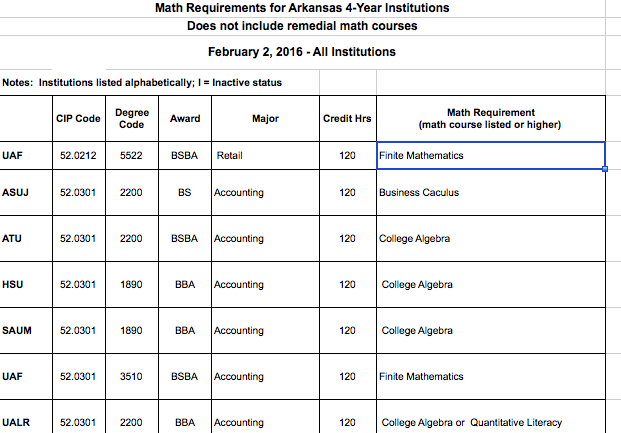 Math Requirements for Arkansas 4-Year Institutions
Does not include remedial math courses
February 2, 2016 - All Institutions
Notes: Institutions listed alphabetically; I = Inactive status
CIP Code Degree Code Award Major Credit Hrs Math Requirement (math course listed or higher)
UAF 52.0212 5522 BSBA Retail 120 Finite Mathematics
ASUJ 52.0301 2200 BS Accounting 120 Business Caculus
ATU 52.0301 2200 BSBA Accounting 120 College Algebra
HSU 52.0301 1890 BBA Accounting 120 College Algebra
SAUM 52.0301 1890 BBA Accounting 120 College Algebra
UAF 52.0301 3510 BSBA Accounting 120 Finite Mathematics
UALR 52.0301 2200 BBA Accounting 120 College Algebra or Quantitative Literacy